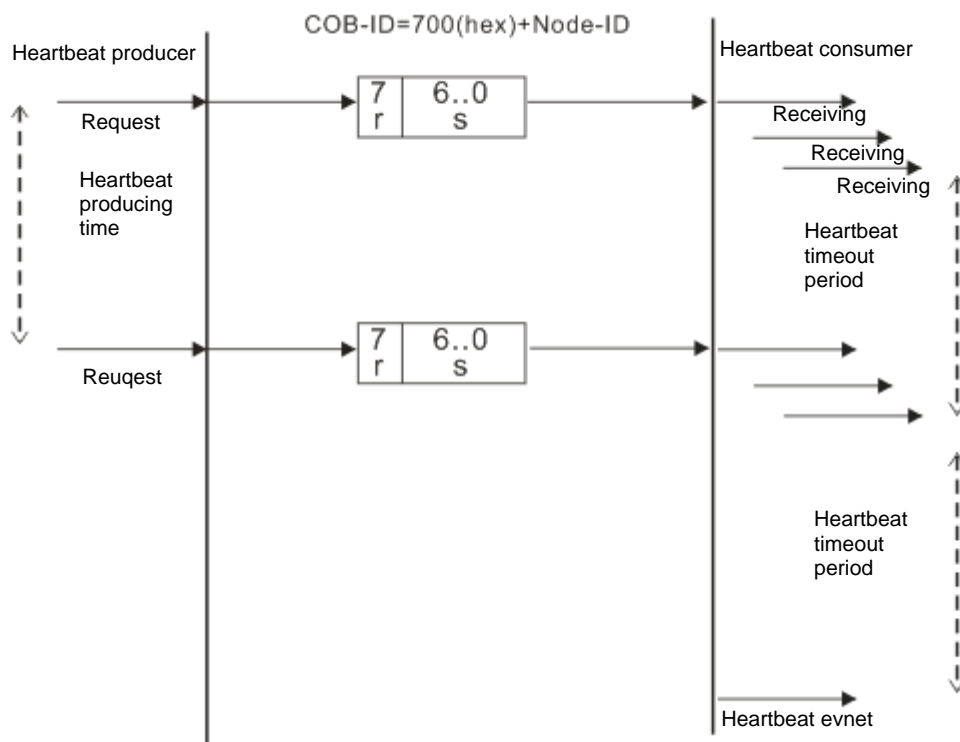 COB-ID=700(hex)+Node-ID
Heartbeat producer
Heartbeat consumer
7
6..0
r
s
Request
Receiving
Receiving
Receiving
Heartbeat
producing
time
Heartbeat
timeout
period
7
6..0
r
s
Reuqest
Heartbeat
timeout
period
Heartbeat evnet